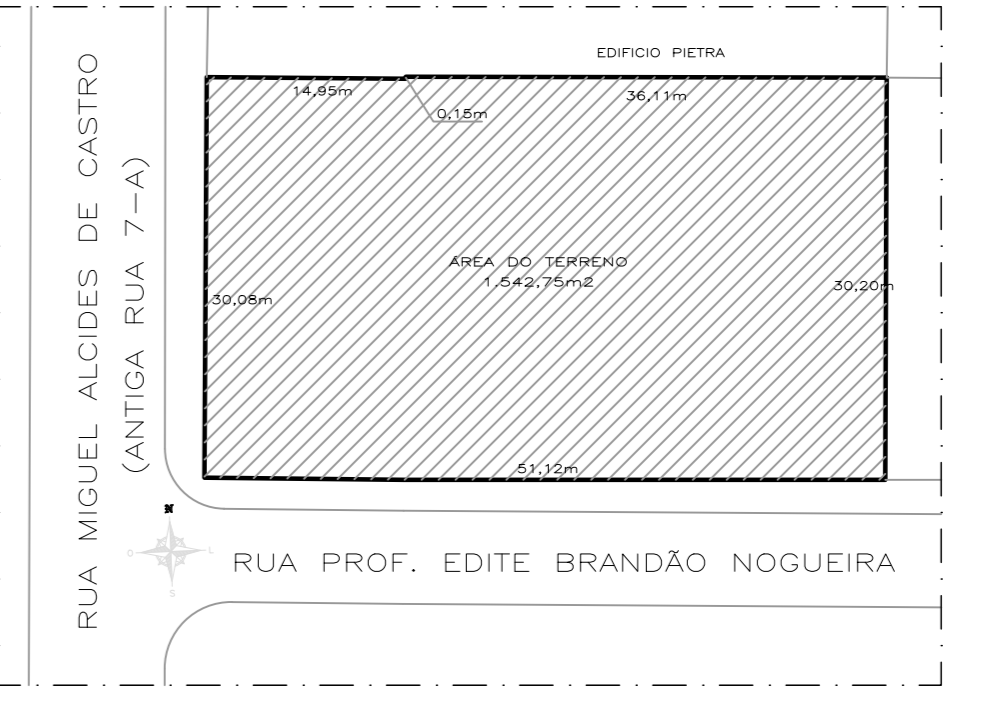 EDIFICIO PIETRA
14,95m
36,11m
0,15m
RUA MIGUEL ALCIDES DE CASTRO
(ANTIGA RUA 7-A)
ÁREA DO TERRENO
1.542,75m2
30,08m
30,20m
51,12m
N
O
L
S
RUA PROF. EDITE BRANDÃO NOGUEIRA